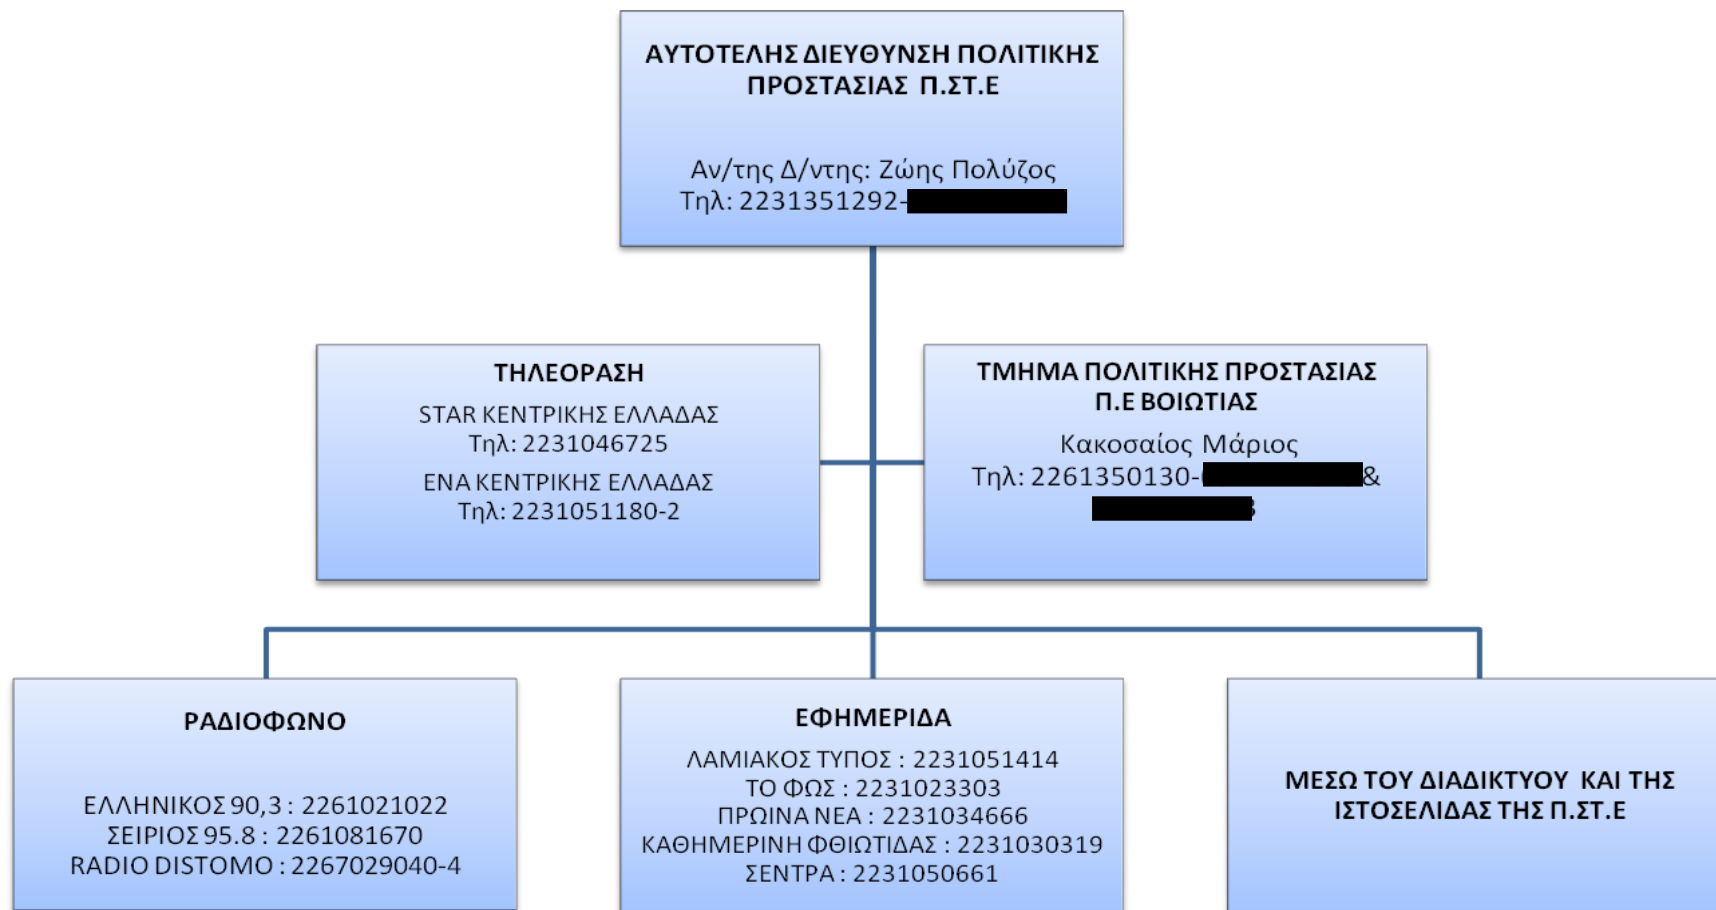 ΑΥΤΟΤΕΛΗΣ ΔΙΕΥΘΥΝΣΗ ΠΟΛΙΤΙΚΗΣ
ΠΡΟΣΤΑΣΙΑΣ Π.ΣΤ.Ε
Αν/της Δ/ντης: Ζώης Πολύζος
Τηλ: 2231351292-
ΤΗΛΕΟΡΑΣΗ
STAR ΚΕΝΤΡΙΚΗΣ ΕΛΛΑΔΑΣ
Τηλ: 2231046725
ΕΝΑ ΚΕΝΤΡΙΚΗΣ ΕΛΛΑΔΑΣ
Τηλ: 2231051180-2
ΤΜΗΜΑ ΠΟΛΙΤΙΚΗΣ ΠΡΟΣΤΑΣΙΑΣ
Π.Ε ΒΟΙΩΤΙΑΣ
Κακοσαίος Μάριος
Τηλ: 2261350130- &
ΡΑΔΙΟΦΩΝΟ
ΕΛΛΗΝΙΚΟΣ 90,3 : 2261021022
ΣΕΙΡΙΟΣ 95.8 : 2261081670
RADIO DISTOMO : 2267029040-4
ΕΦΗΜΕΡΙΔΑ
ΛΑΜΙΑΚΟΣ ΤΥΠΟΣ : 2231051414
ΤΟ ΦΩΣ : 2231023303
ΠΡΩΙΝΑ ΝΕΑ : 2231034666
ΚΑΘΗΜΕΡΙΝΗ ΦΘΙΩΤΙΔΑΣ : 2231030319
ΣΕΝΤΡΑ : 2231050661
ΜΕΣΩ ΤΟΥ ΔΙΑΔΙΚΤΥΟΥ ΚΑΙ ΤΗΣ
ΙΣΤΟΣΕΛΙΔΑΣ ΤΗΣ Π.ΣΤ.Ε